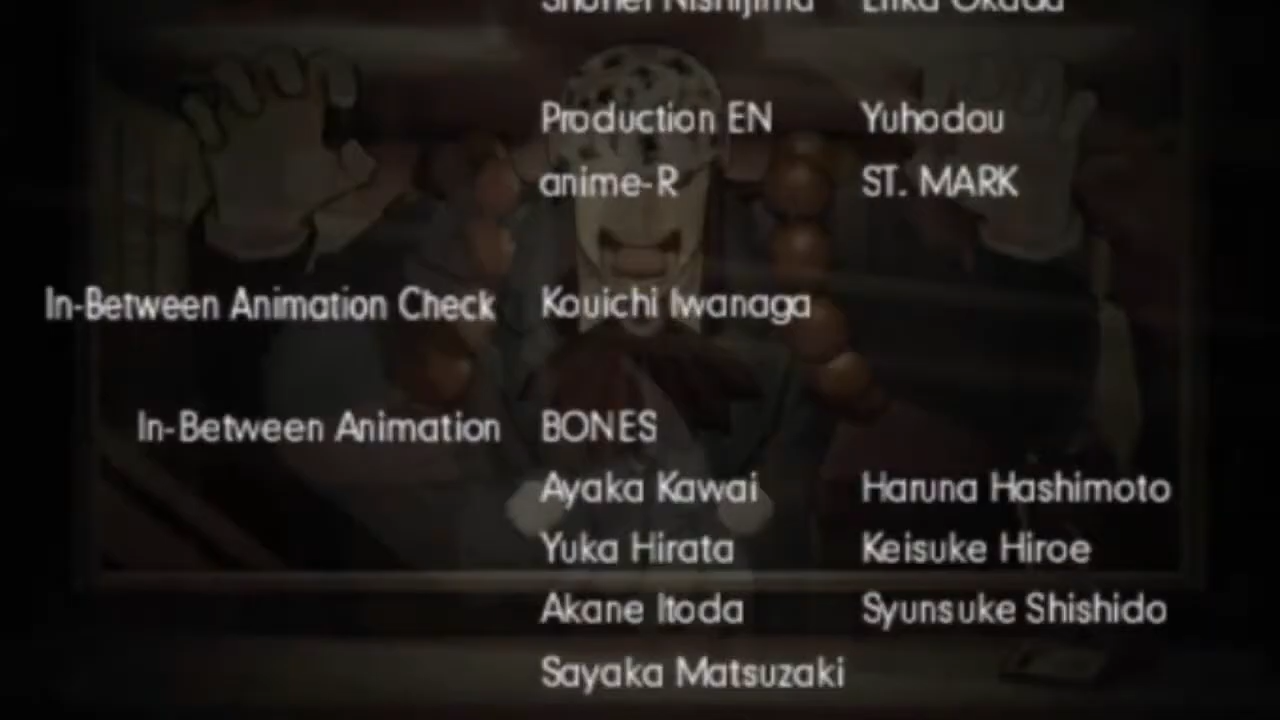 Production EN Yuhodou
anime-R ST. MARK
In-Between Animation Check Kouichi Iwanaga
In-Between Animation BONES
Ayaka Kawai Haruna Hashimoto
Yuka Hirata Keisuke Hiroe
Akane Itoda Syunsuke Shishido
Sayaka Matsuzaki